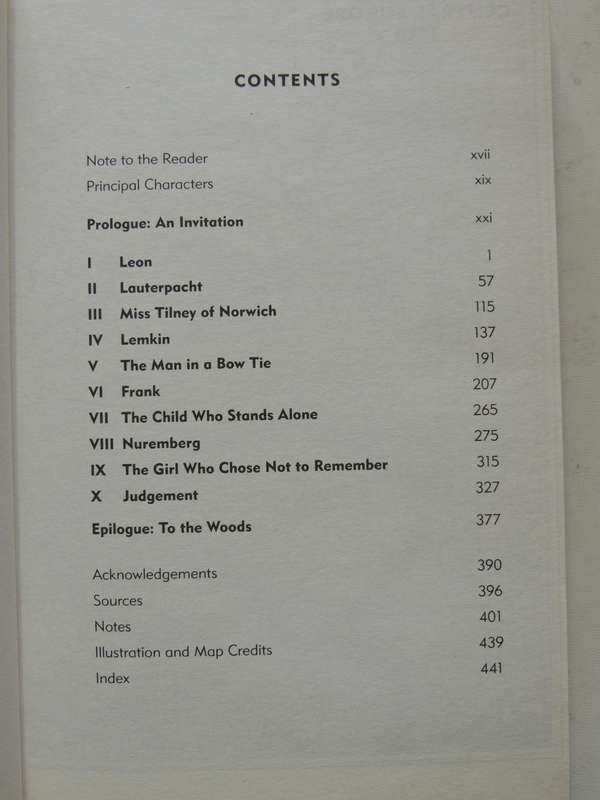 CONTENTS
Note to the Reader xvii
Principal Characters xix
Prologue: An Invitation xxi
I Leon 1
II Lauterpacht 57
III Miss Tilney of Norwich 115
IV Lemkin 137
V The Man in a Bow Tie 191
VI Frank 207
VII The Child Who Stands Alone 265
VIII Nuremberg 275
IX The Girl Who Chose Not to Remember 315
X Judgement 327
Epilogue: To the Woods 377
Acknowledgements 390
Sources 396
Notes 401
Illustration and Map Credits 439
Index 441